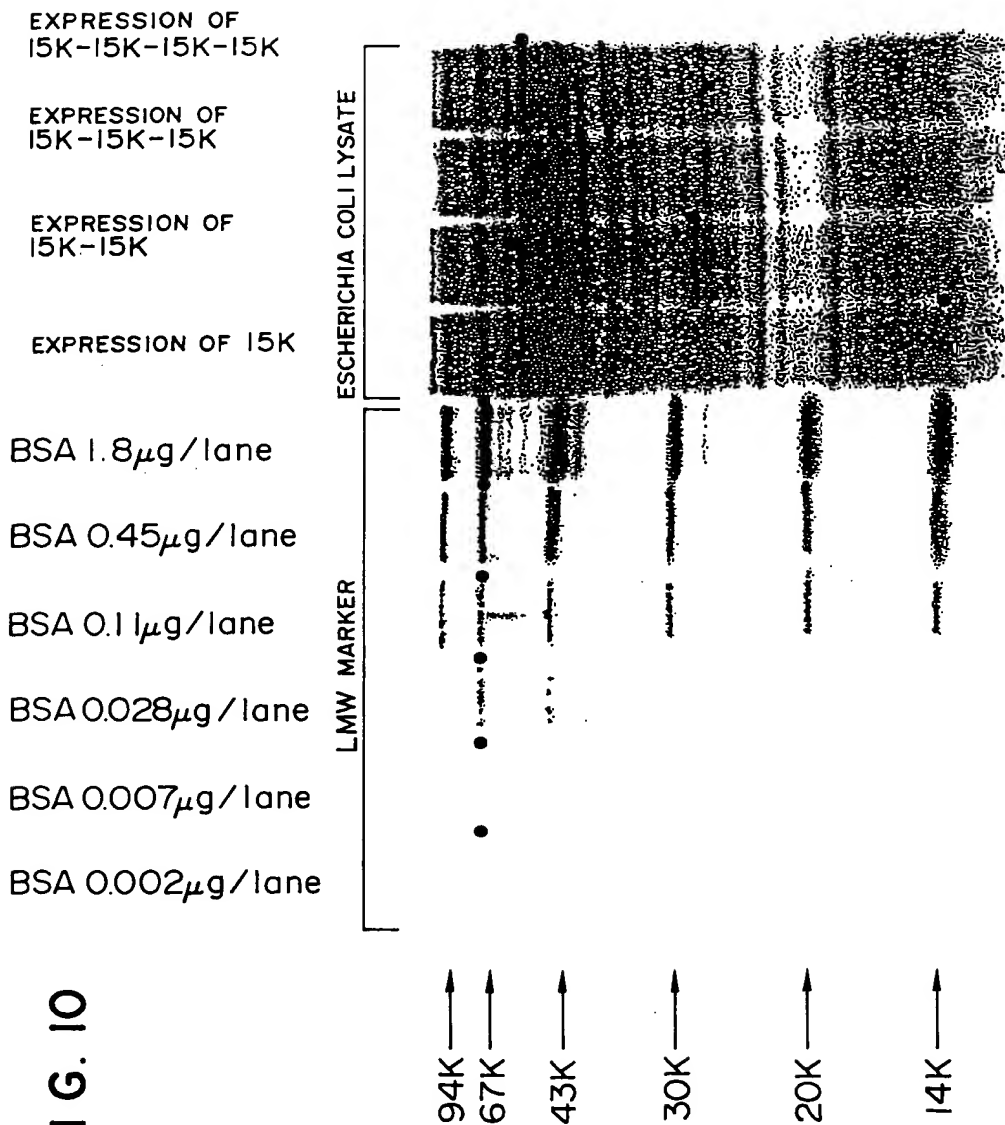 EXPRESSION OF
15K-15K-15K-15K
EXPRESSION OF
15K-15K-15K
EXPRESSION OF
15K-15K
EXPRESSION OF 15K
ESCHERICHIA COLI LYSATE
BSA 1.8μg/lane
BSA 0.45μg/lane
BSA 0.11μg/lane
BSA 0.028μg/lane
BSA 0.007μg/lane
BSA 0.002μg/lane
LMW MARKER
94K
67K
43K
30K
20K
14K
IG. 10